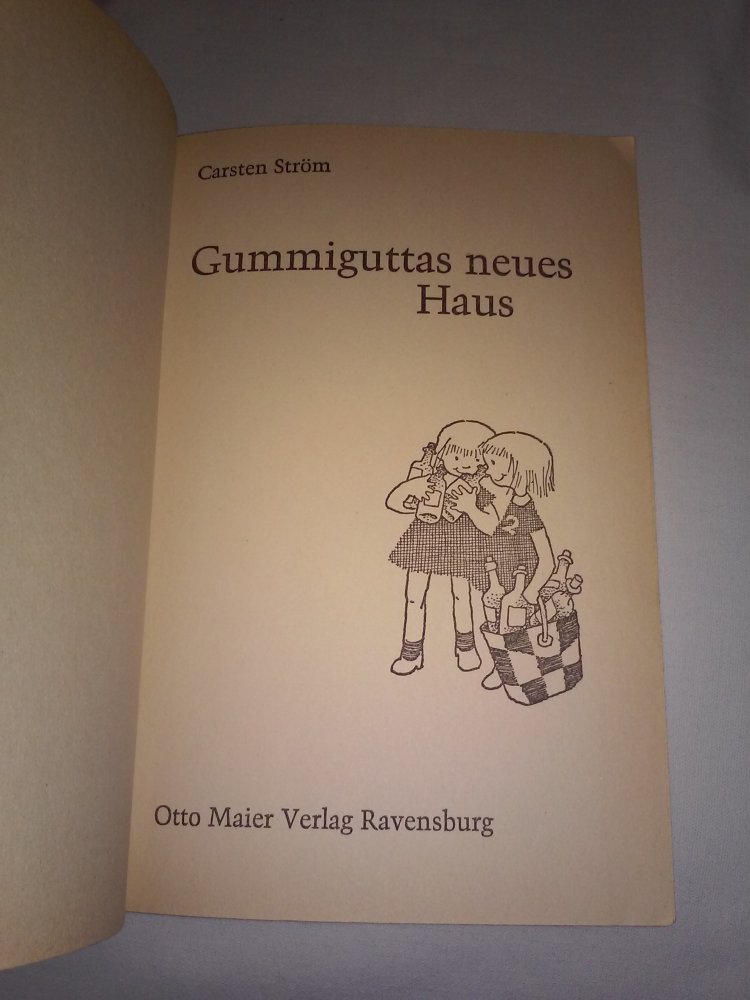 Carsten Ström
Gummiguttas neues
Haus
Otto Maier Verlag Ravensburg